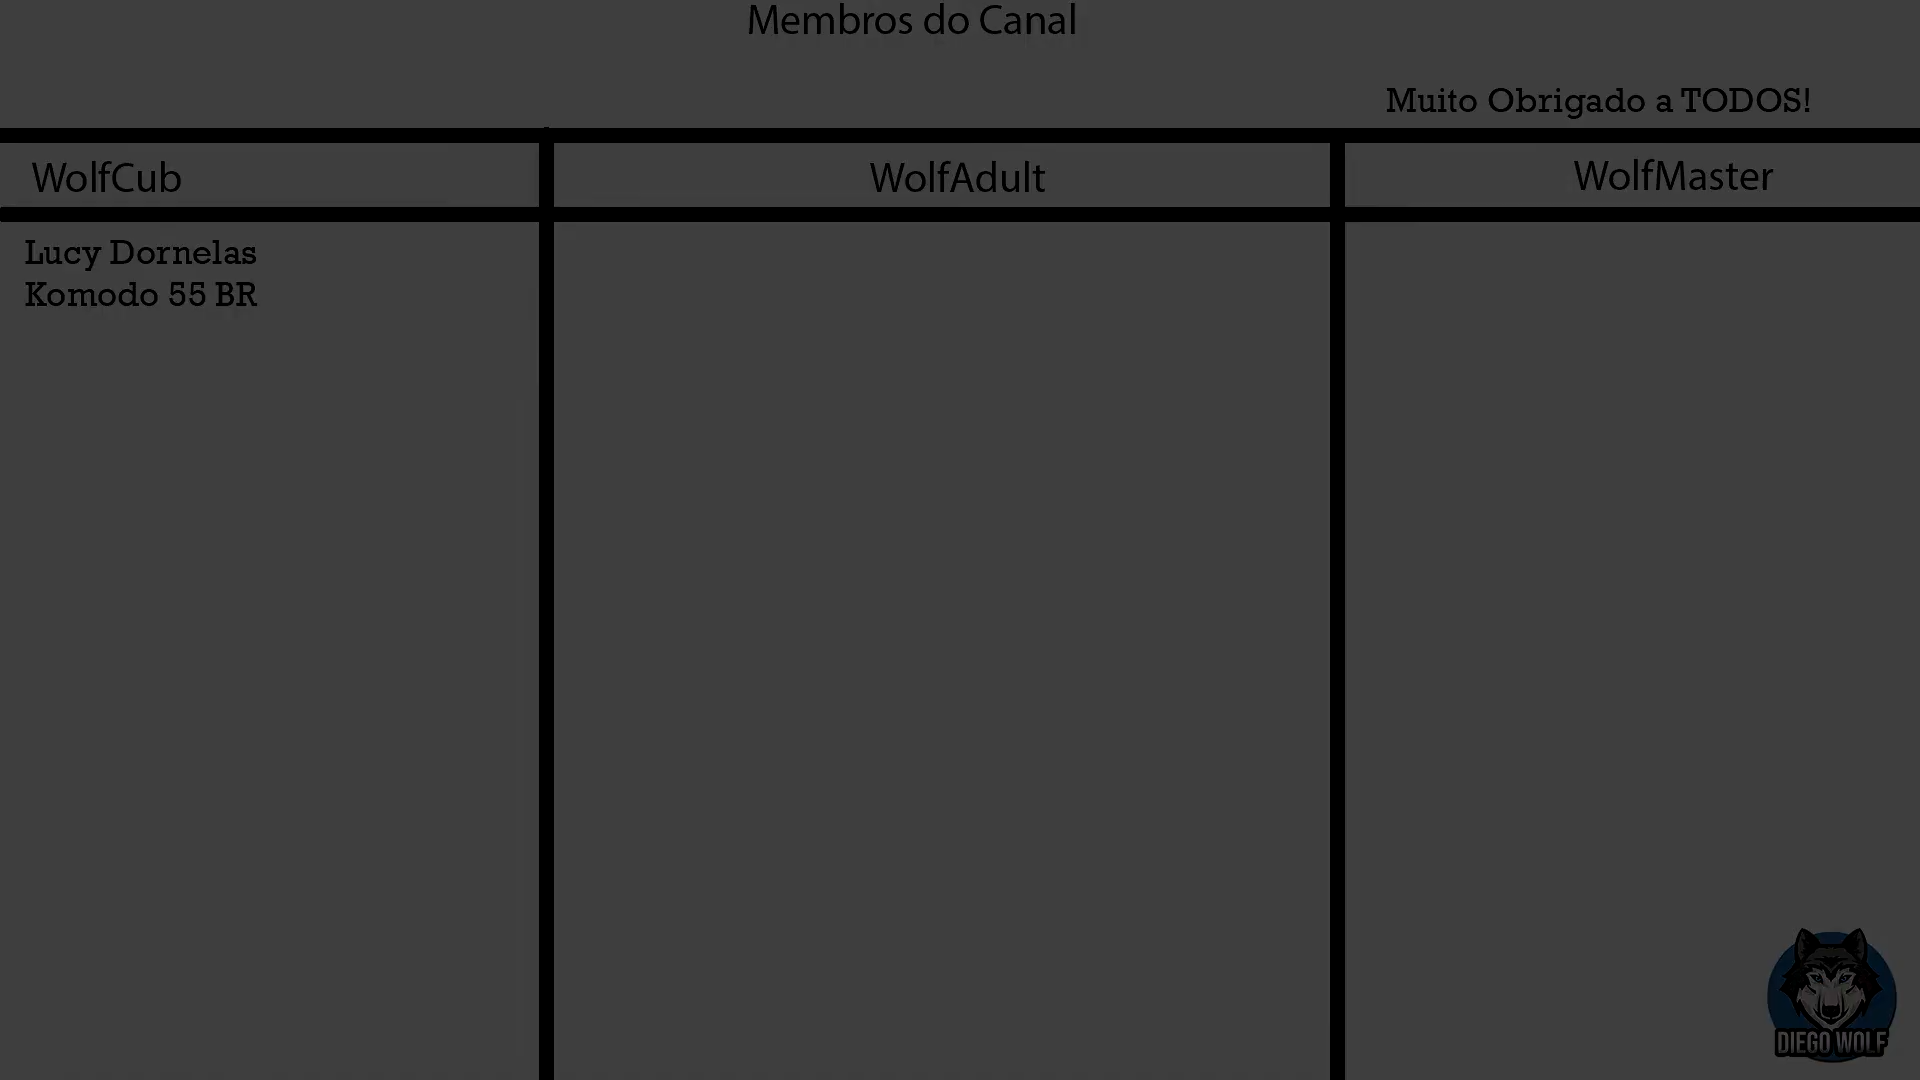 Membros do Canal
Muito Obrigado a TODOS!
WolfCub
WolfAdult
WolfMaster
Lucy Dornelas
Komodo 55 BR
DIEGO WOLF